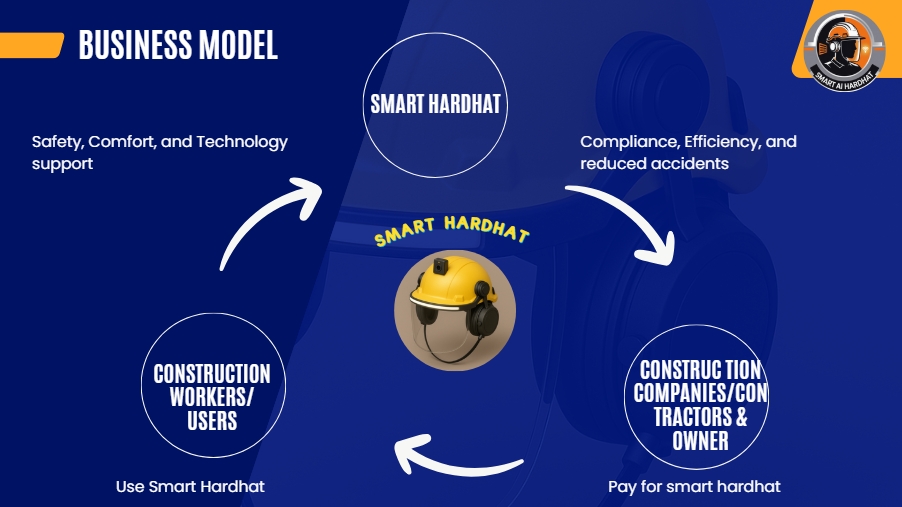 BUSINESS MODEL
SMART AI HARDHAT
SMART HARDHAT
Safety, Comfort, and Technology
support
Compliance, Efficiency, and
reduced accidents
SMART HARDHAT
CONSTRUCTION
WORKERS/
USERS
CONSTRUC TION
COMPANIES/CON
TRACTORS &
OWNER
Use Smart Hardhat
Pay for smart hardhat